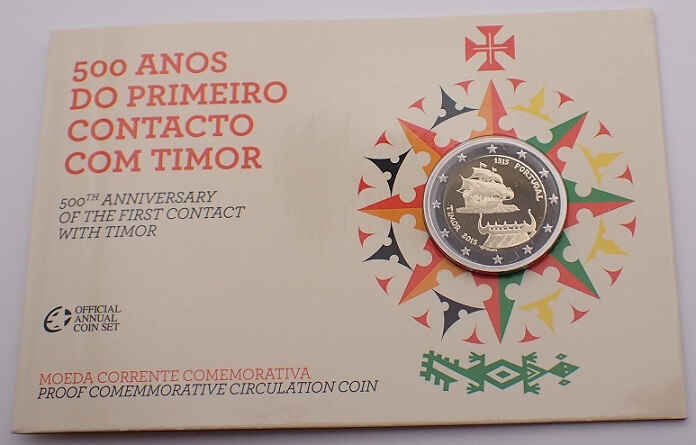 500 ANOS
DO PRIMEIRO
CONTACTO
COM TIMOR
500TH ANNIVERSARY
OF THE FIRST CONTACT
WITH TIMOR
1515 PORTUGAL
TIMOR 2015
OFFICIAL
ANNUAL
COIN SET
MOEDA CORRENTE COMEMORATIVA
PROOF COMEMMORATIVE CIRCULATION COIN